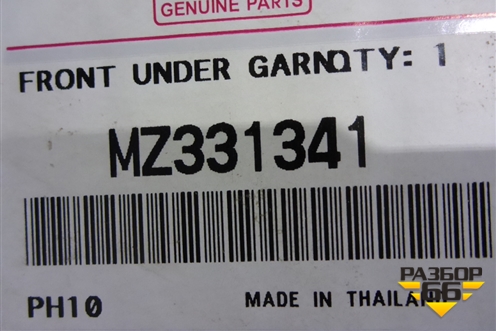 GENUINE PARTS
FRONT UNDER GARNQTY: 1
MZ331341
PH10
MADE IN THAILAND
РАЗБОР
66